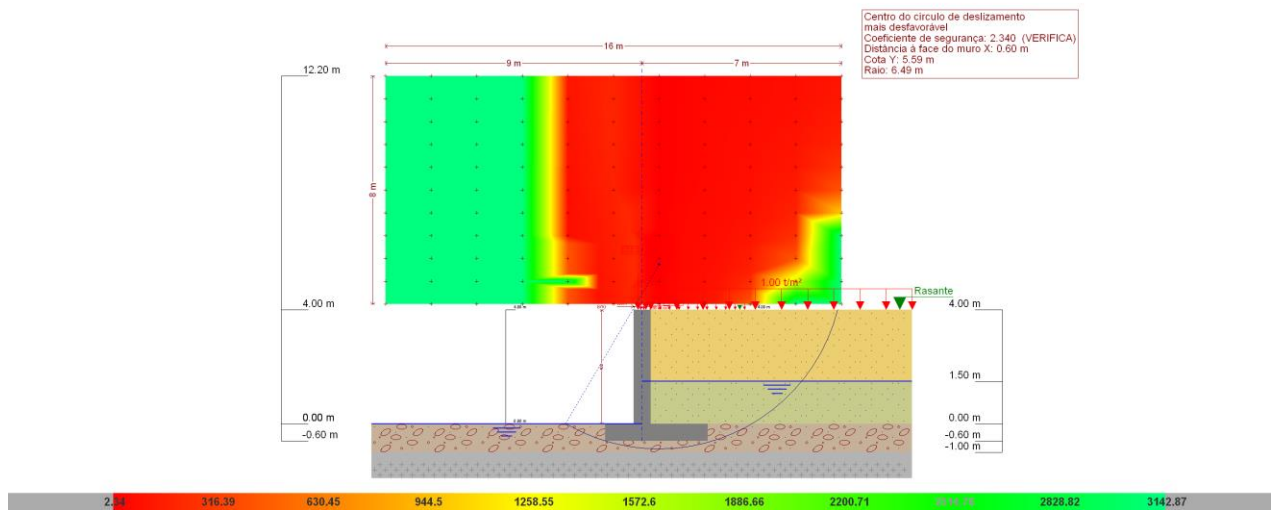 Centro do círculo de deslizamento
mais desfavorável
Coeficiente de segurança: 2.340 (VERIFICA)
Distância à face do muro X: 0.60 m
Cota Y: 5.59 m
Raio: 6.49 m
16 m
9 m
7 m
12.20 m
8 m
1.00 t/m²
Rasante
4.00 m
4.00 m
1.50 m
0.00 m
0.00 m
-0.60 m
-0.60 m
-1.00 m
2.34 316.39 630.45 944.5 1258.55 1572.6 1886.66 2200.71 2828.82 3142.87